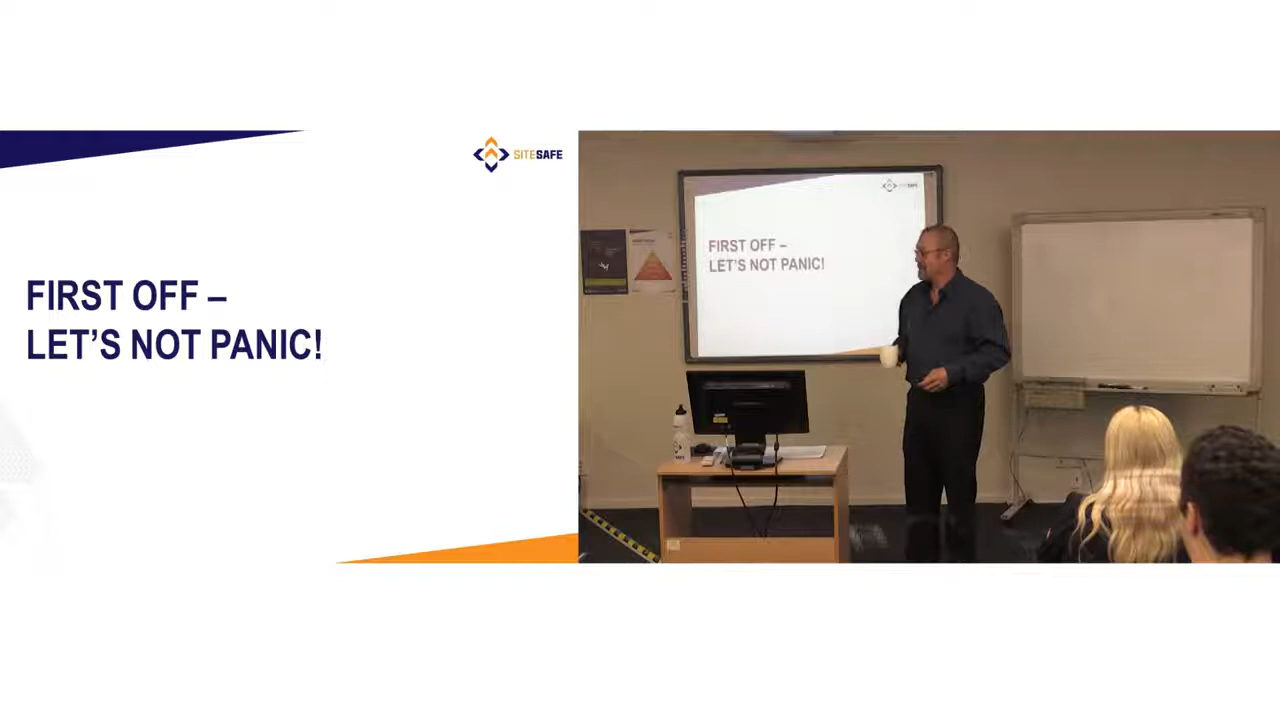 SITESAFE
FIRST OFF –
LET'S NOT PANIC!
FIRST OFF –
LET'S NOT PANIC!